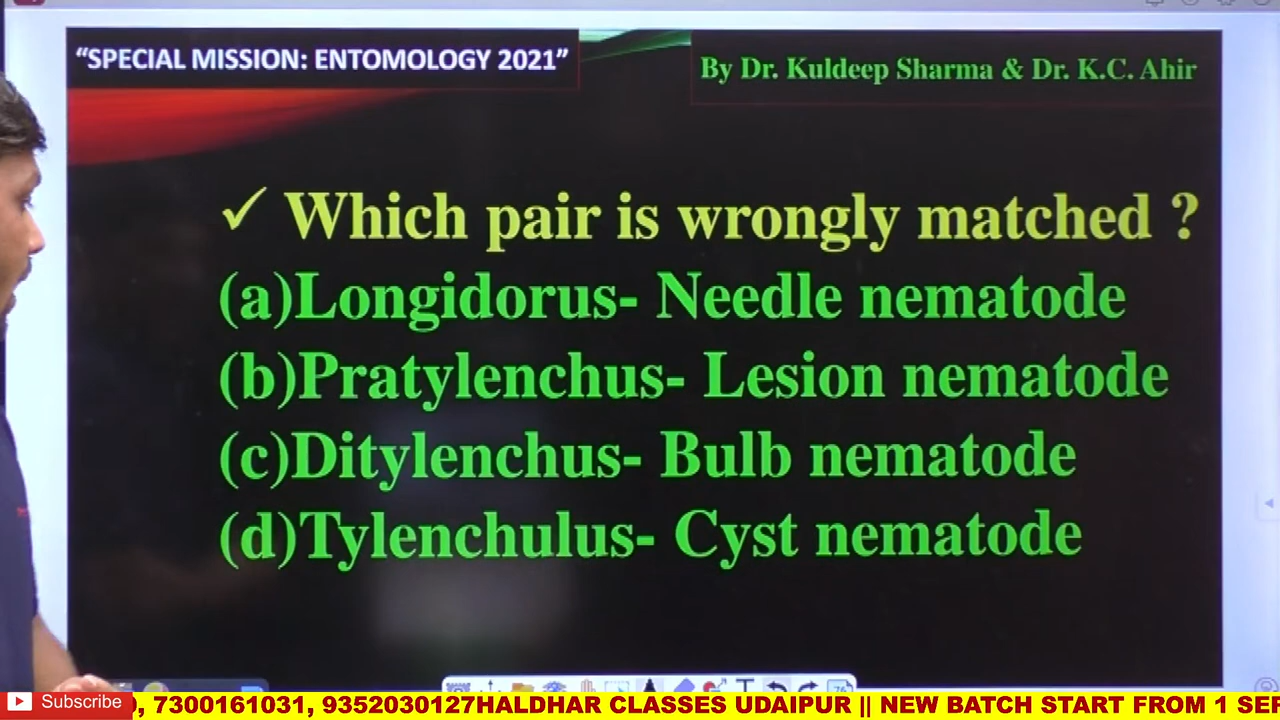 “SPECIAL MISSION: ENTOMOLOGY 2021”
By Dr. Kuldeep Sharma & Dr. K.C. Ahir
✓ Which pair is wrongly matched ?
(a)Longidorus- Needle nematode
(b)Pratylenchus- Lesion nematode
(c)Ditylenchus- Bulb nematode
(d)Tylenchulus- Cyst nematode
Subscribe
, 7300161031, 9352030127HALDHAR CLASSES UDAIPUR || NEW BATCH START FROM 1 SE